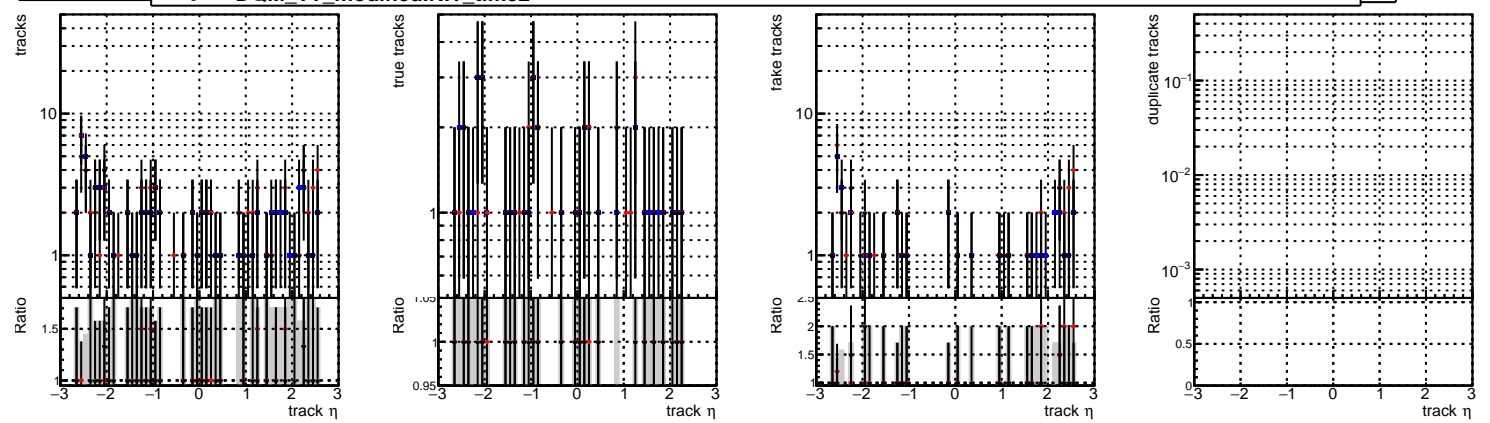 tracks
10
1
Ratio
1.5
1
−3 −2 −1 0 1 2 3
track η
true tracks
1
Ratio
1.05
1
0.95
−3 −2 −1 0 1 2 3
track η
fake tracks
10
1
Ratio
2.5
2
1.5
1
−3 −2 −1 0 1 2 3
track η
duplicate tracks
10−1
10−2
10−3
Ratio
1
0.5
0
−3 −2 −1 0 1 2 3
track η